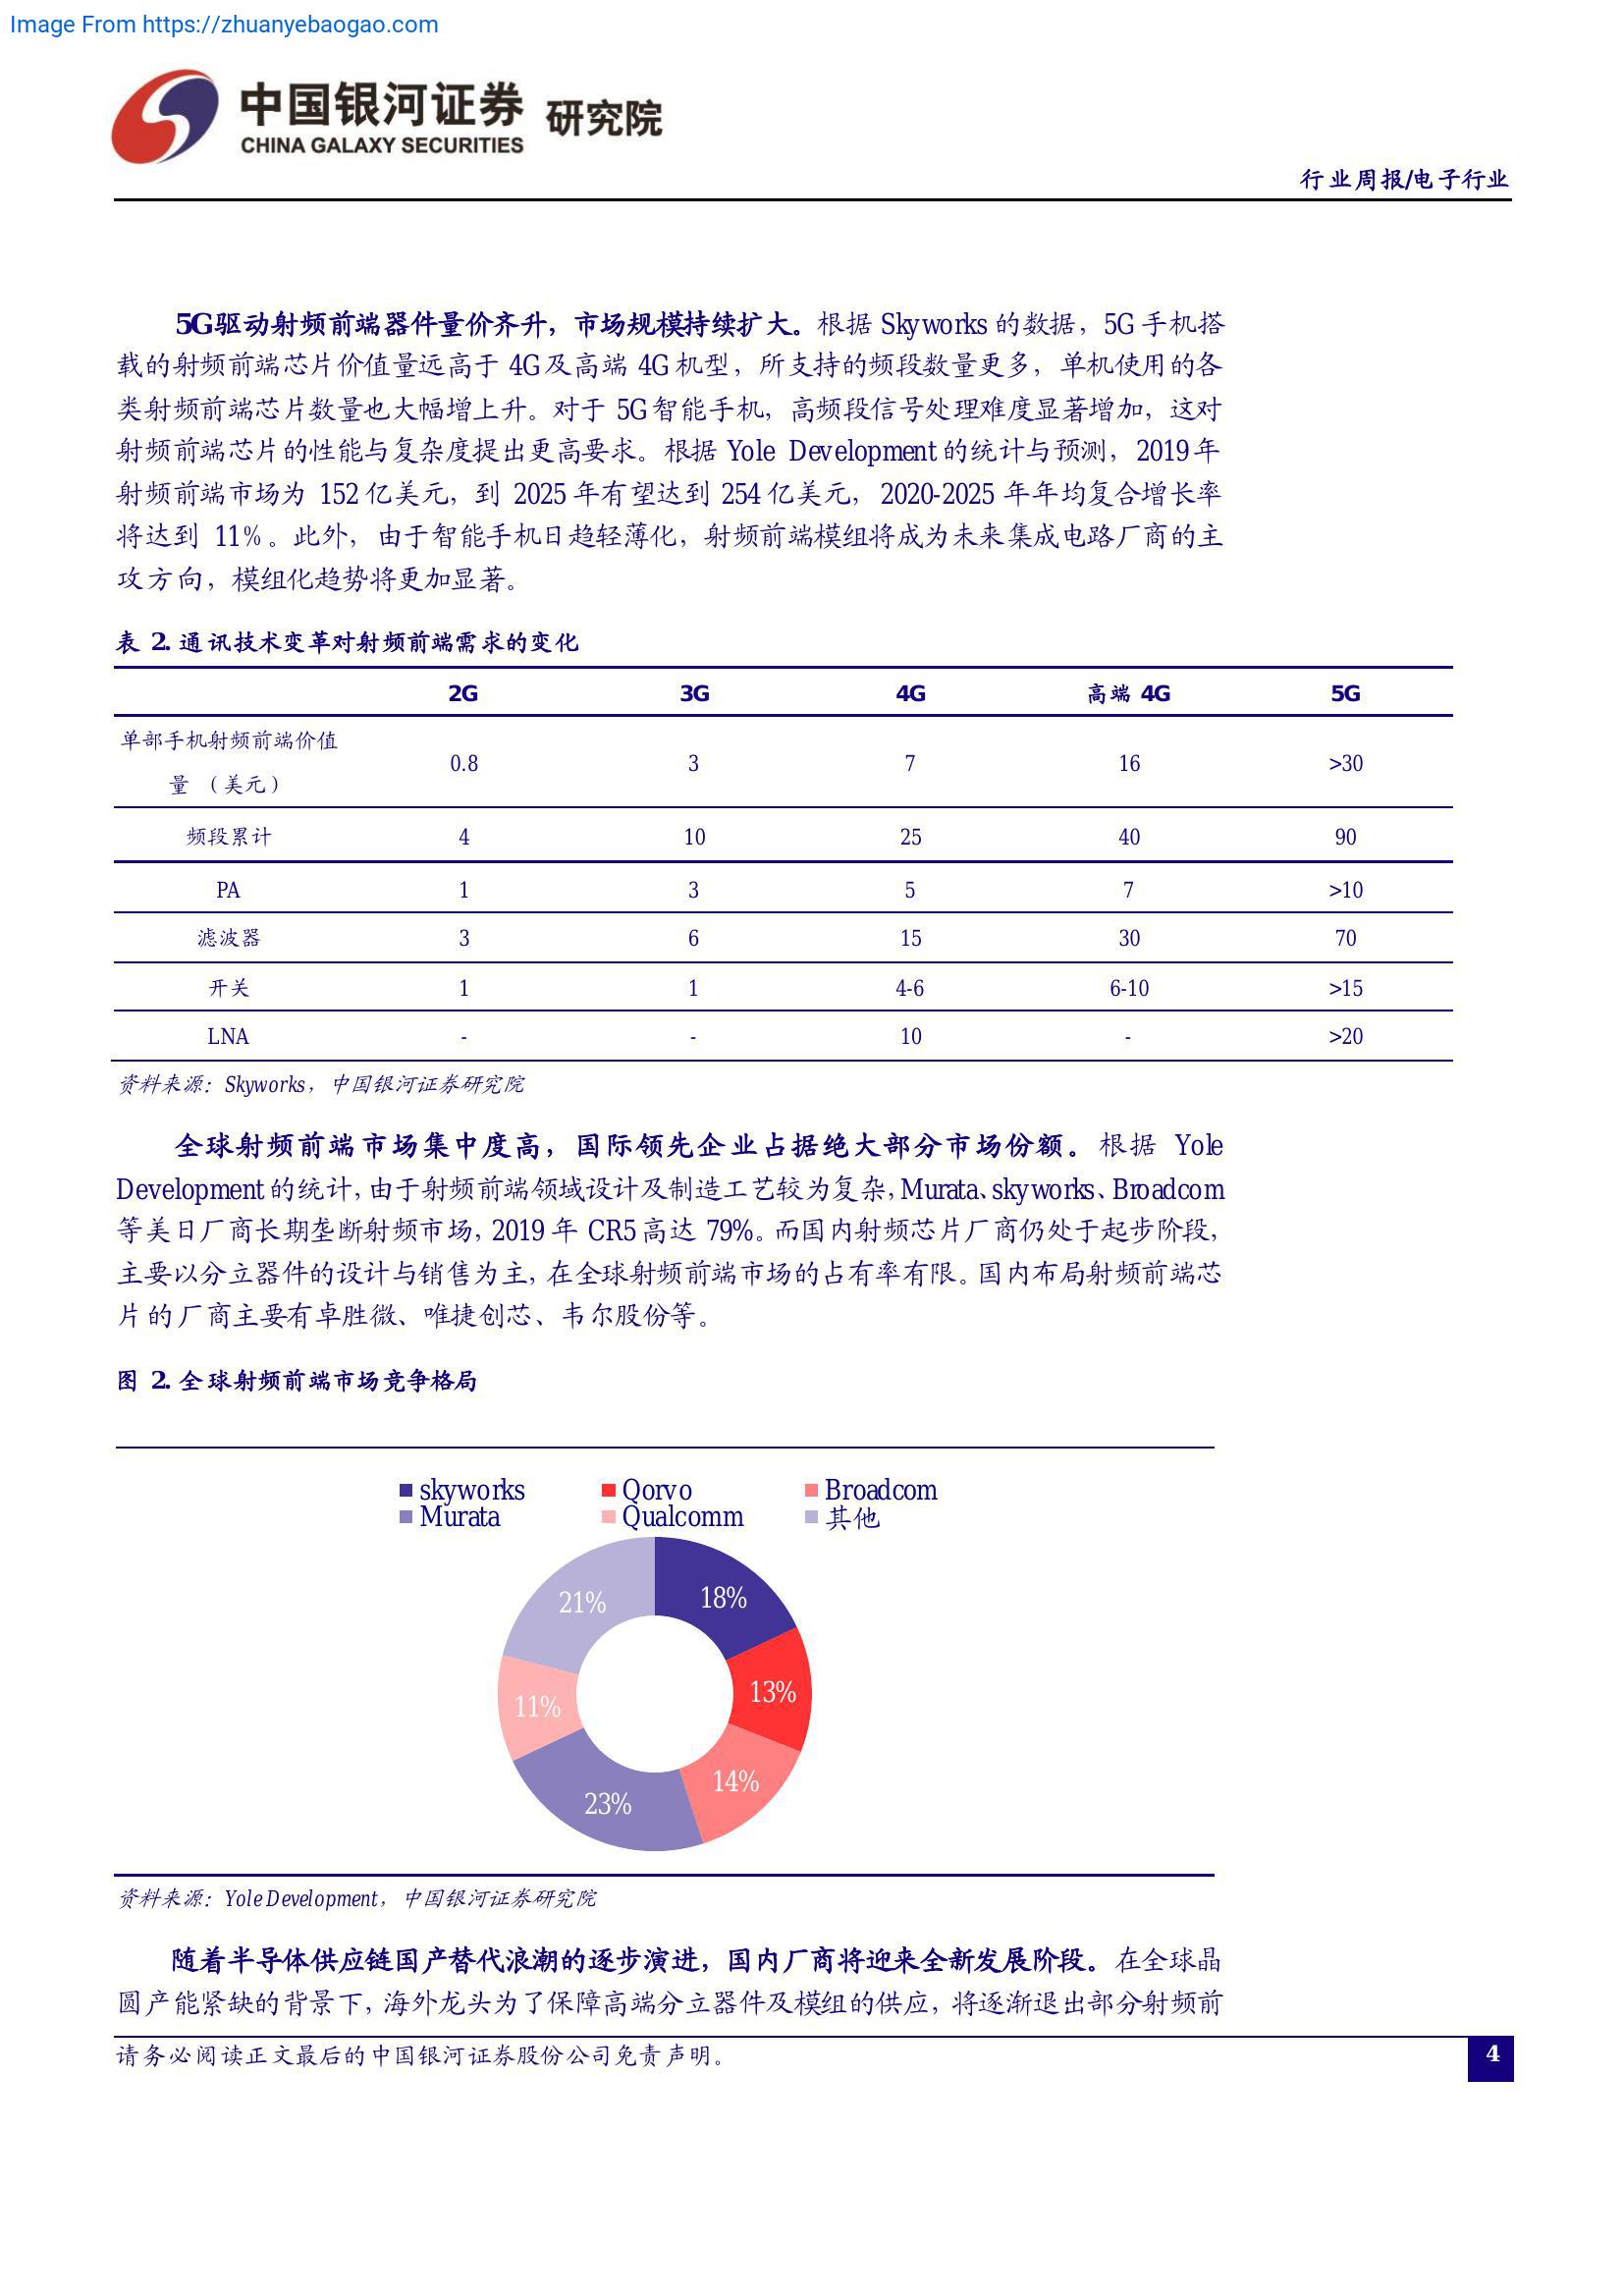 Image From https://zhuanyebaogao.com
中国银河证券 研究院
CHINA GALAXY SECURITIES
行业周报/电子行业
5G驱动射频前端器件量价齐升，市场规模持续扩大。根据 Skyworks 的数据，5G 手机搭
载的射频前端芯片价值量远高于 4G及高端 4G 机型，所支持的频段数量更多，单机使用的各
类射频前端芯片数量也大幅增上升。对于 5G 智能手机，高频段信号处理难度显著增加，这对
射频前端芯片的性能与复杂度提出更高要求。根据 Yole Development 的统计与预测，2019 年
射频前端市场为 152 亿美元，到 2025 年有望达到 254 亿美元，2020-2025 年年均复合增长率
将达到 11%。此外，由于智能手机日趋轻薄化，射频前端模组将成为未来集成电路厂商的主
攻方向，模组化趋势将更加显著。
表 2. 通讯技术变革对射频前端需求的变化
2G 3G 4G 高端 4G 5G
单部手机射频前端价值
量 （美元） 0.8 3 7 16 >30
频段累计 4 10 25 40 90
PA 1 3 5 7 >10
滤波器 3 6 15 30 70
开关 1 1 4-6 6-10 >15
LNA - - 10 - >20
资料来源：Skyworks，中国银河证券研究院
全球射频前端市场集中度高，国际领先企业占据绝大部分市场份额。根据 Yole
Development 的统计，由于射频前端领域设计及制造工艺较为复杂，Murata、skyworks、Broadcom
等美日厂商长期垄断射频市场，2019 年 CR5 高达 79%。而国内射频芯片厂商仍处于起步阶段，
主要以分立器件的设计与销售为主，在全球射频前端市场的占有率有限。国内布局射频前端芯
片的厂商主要有卓胜微、唯捷创芯、韦尔股份等。
图 2. 全球射频前端市场竞争格局
skyworks Qorvo Broadcom
Murata Qualcomm 其他
21% 18%
13%
11%
14%
23%
资料来源：Yole Development，中国银河证券研究院
随着半导体供应链国产替代浪潮的逐步演进，国内厂商将迎来全新发展阶段。在全球晶
圆产能紧缺的背景下，海外龙头为了保障高端分立器件及模组的供应，将逐渐退出部分射频前
请务必阅读正文最后的中国银河证券股份公司免责声明。
4